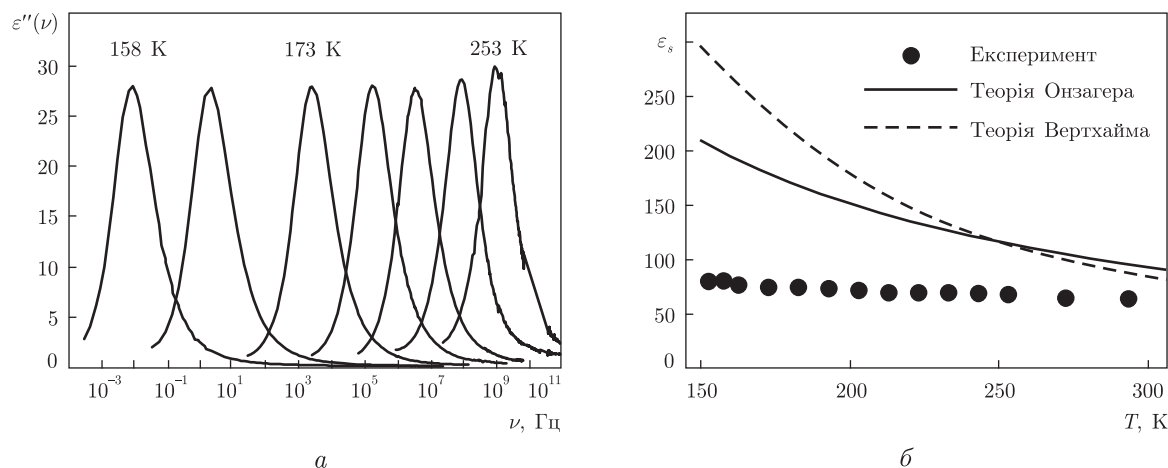 ε″(ν)
158 K
173 K
253 K
30
25
20
15
10
5
0
10⁻³ 10⁻¹ 10¹ 10³ 10⁵ 10⁷ 10⁹ 10¹¹
ν, Гц
а
εₛ
250
200
150
100
50
0
Експеримент
Теорія Онзагера
Теорія Вертхайма
150 200 250 300
T, K
б